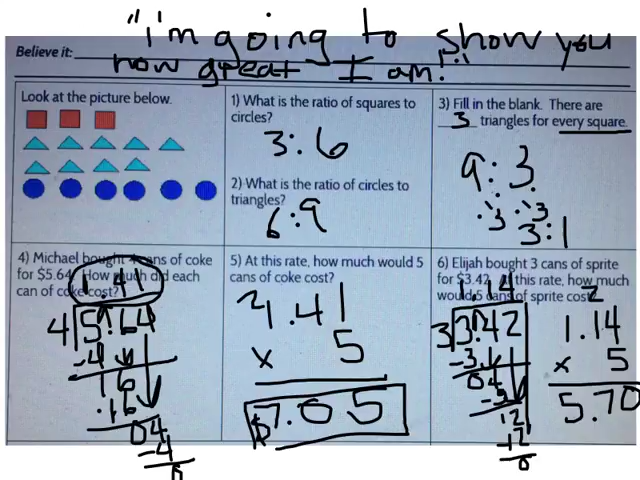 "I'm going to show you
Believe it:
how great I am!"
Look at the picture below.
1) What is the ratio of squares to
circles?
3:6
2) What is the ratio of circles to
triangles?
6:9
3) Fill in the blank. There are
3 triangles for every square.
9:3
÷3 ÷3
3:1
4) Michael bought 4 cans of coke
for $5.64. How much did each
can of coke cost?
1.41
4 5.64
-4
16
-16
04
-4
0
5) At this rate, how much would 5
cans of coke cost?
1.41
x 5
$7.05
6) Elijah bought 3 cans of sprite
for $3.42. At this rate, how much
would 5 cans of sprite cost?
1.14
3 3.42
-3
04
-3
12
-12
0
2
1.14
x 5
5.70